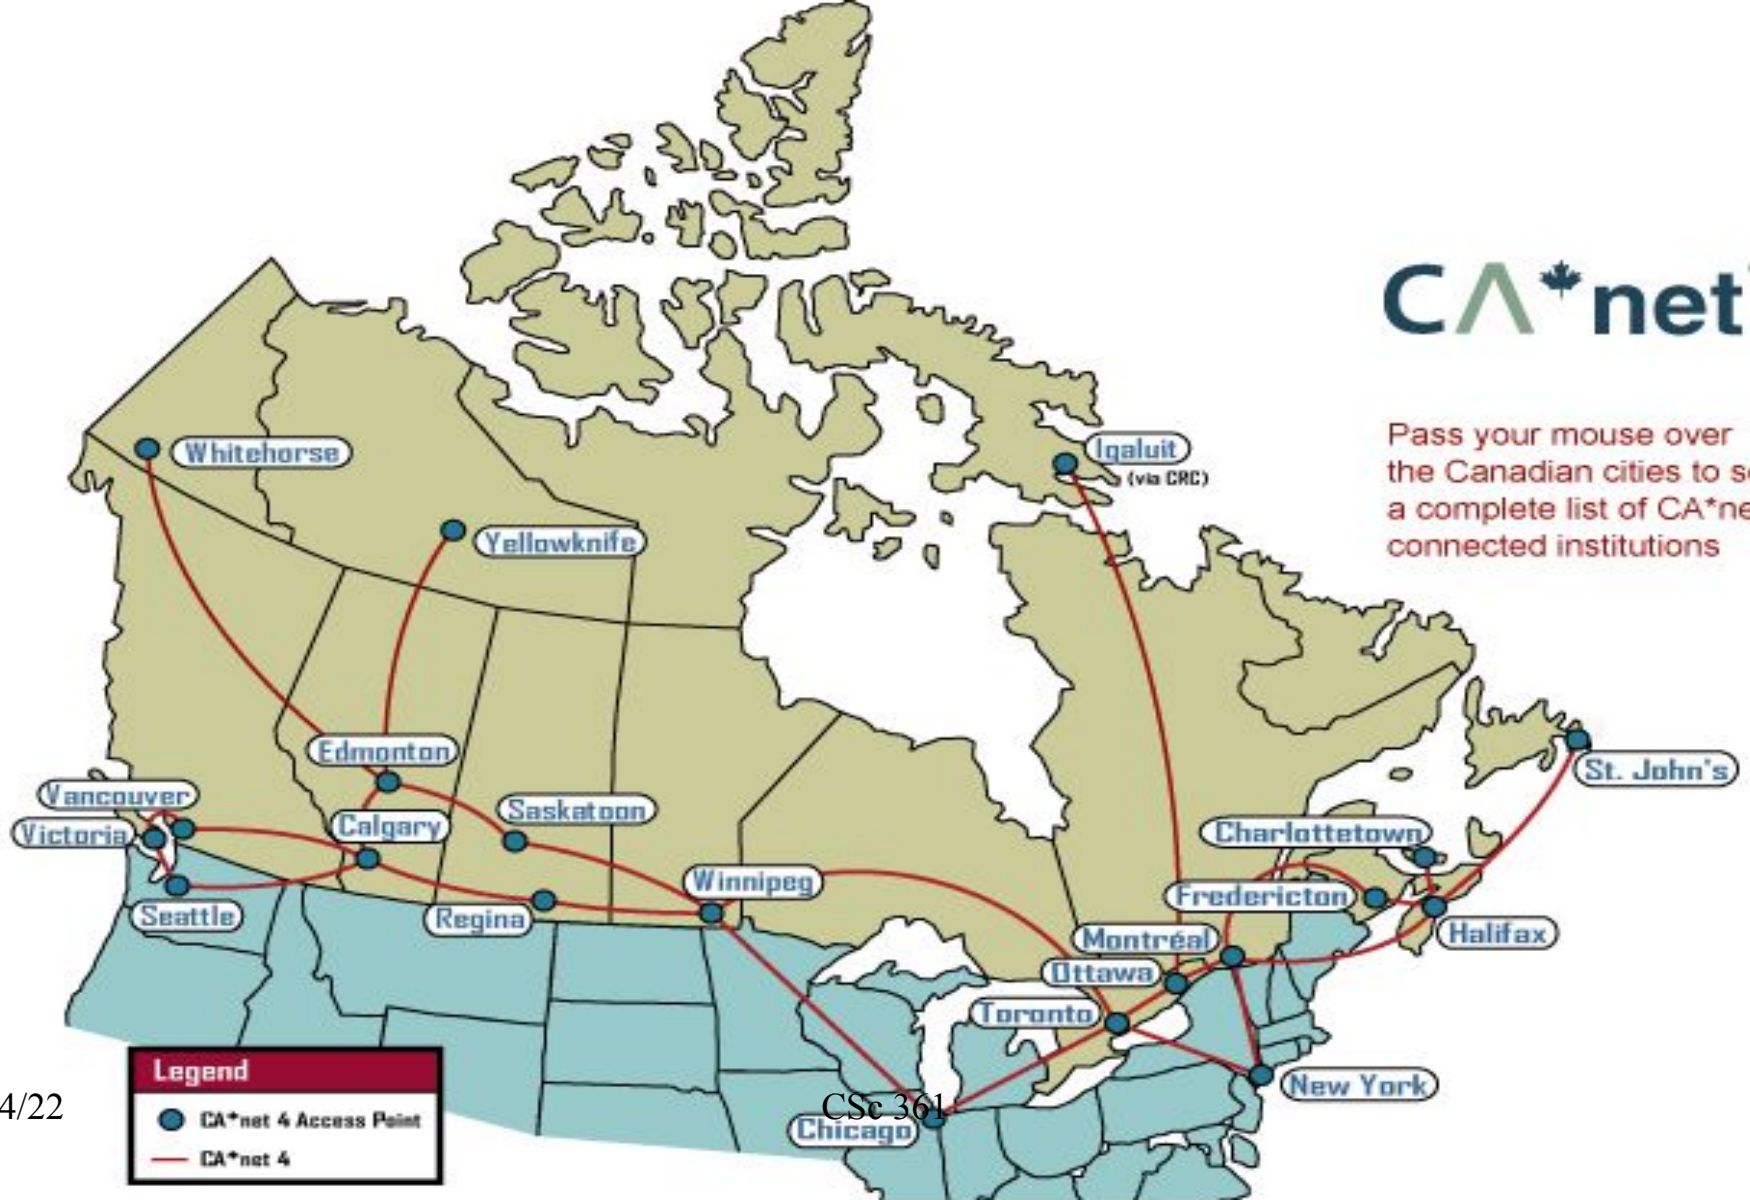 CA*net
Pass your mouse over
the Canadian cities to s
a complete list of CA*ne
connected institutions
Whitehorse
Yellowknife
Iqaluit
(via CRC)
Edmonton
Vancouver
Victoria
Calgary
Saskatoon
Seattle
Regina
Winnipeg
St. John's
Charlottetown
Fredericton
Halifax
Montréal
Ottawa
Toronto
New York
Chicago
Legend
CA*net 4 Access Point
CA*net 4
4/22
CSc 361